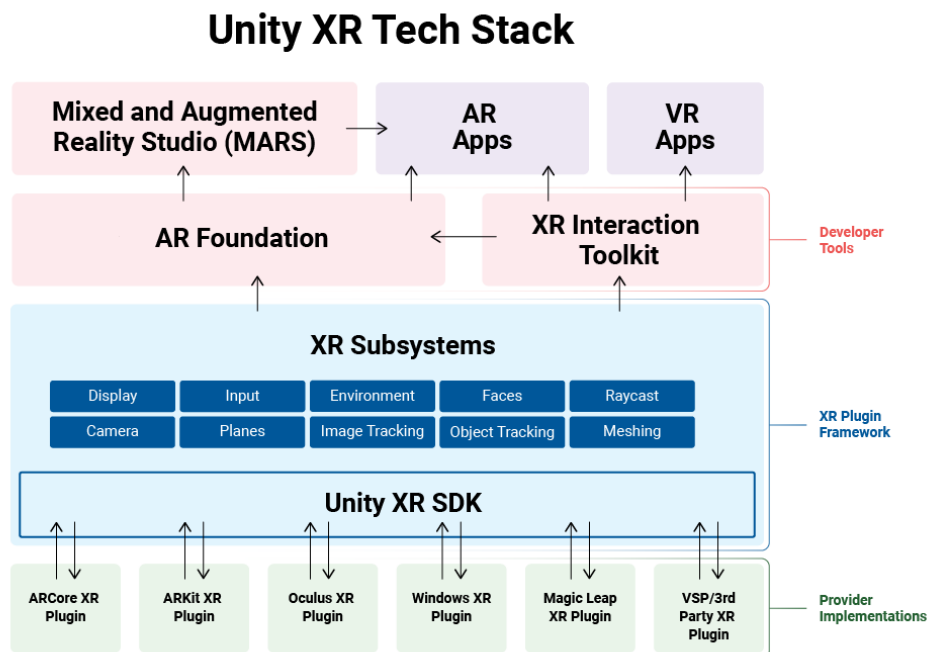 Unity XR Tech Stack
Mixed and Augmented
Reality Studio (MARS)
AR
Apps
VR
Apps
AR Foundation
XR Interaction
Toolkit
Developer
Tools
XR Subsystems
Display
Input
Environment
Faces
Raycast
Camera
Planes
Image Tracking
Object Tracking
Meshing
XR Plugin
Framework
Unity XR SDK
ARCore XR
Plugin
ARKit XR
Plugin
Oculus XR
Plugin
Windows XR
Plugin
Magic Leap
XR Plugin
VSP/3rd
Party XR
Plugin
Provider
Implementations